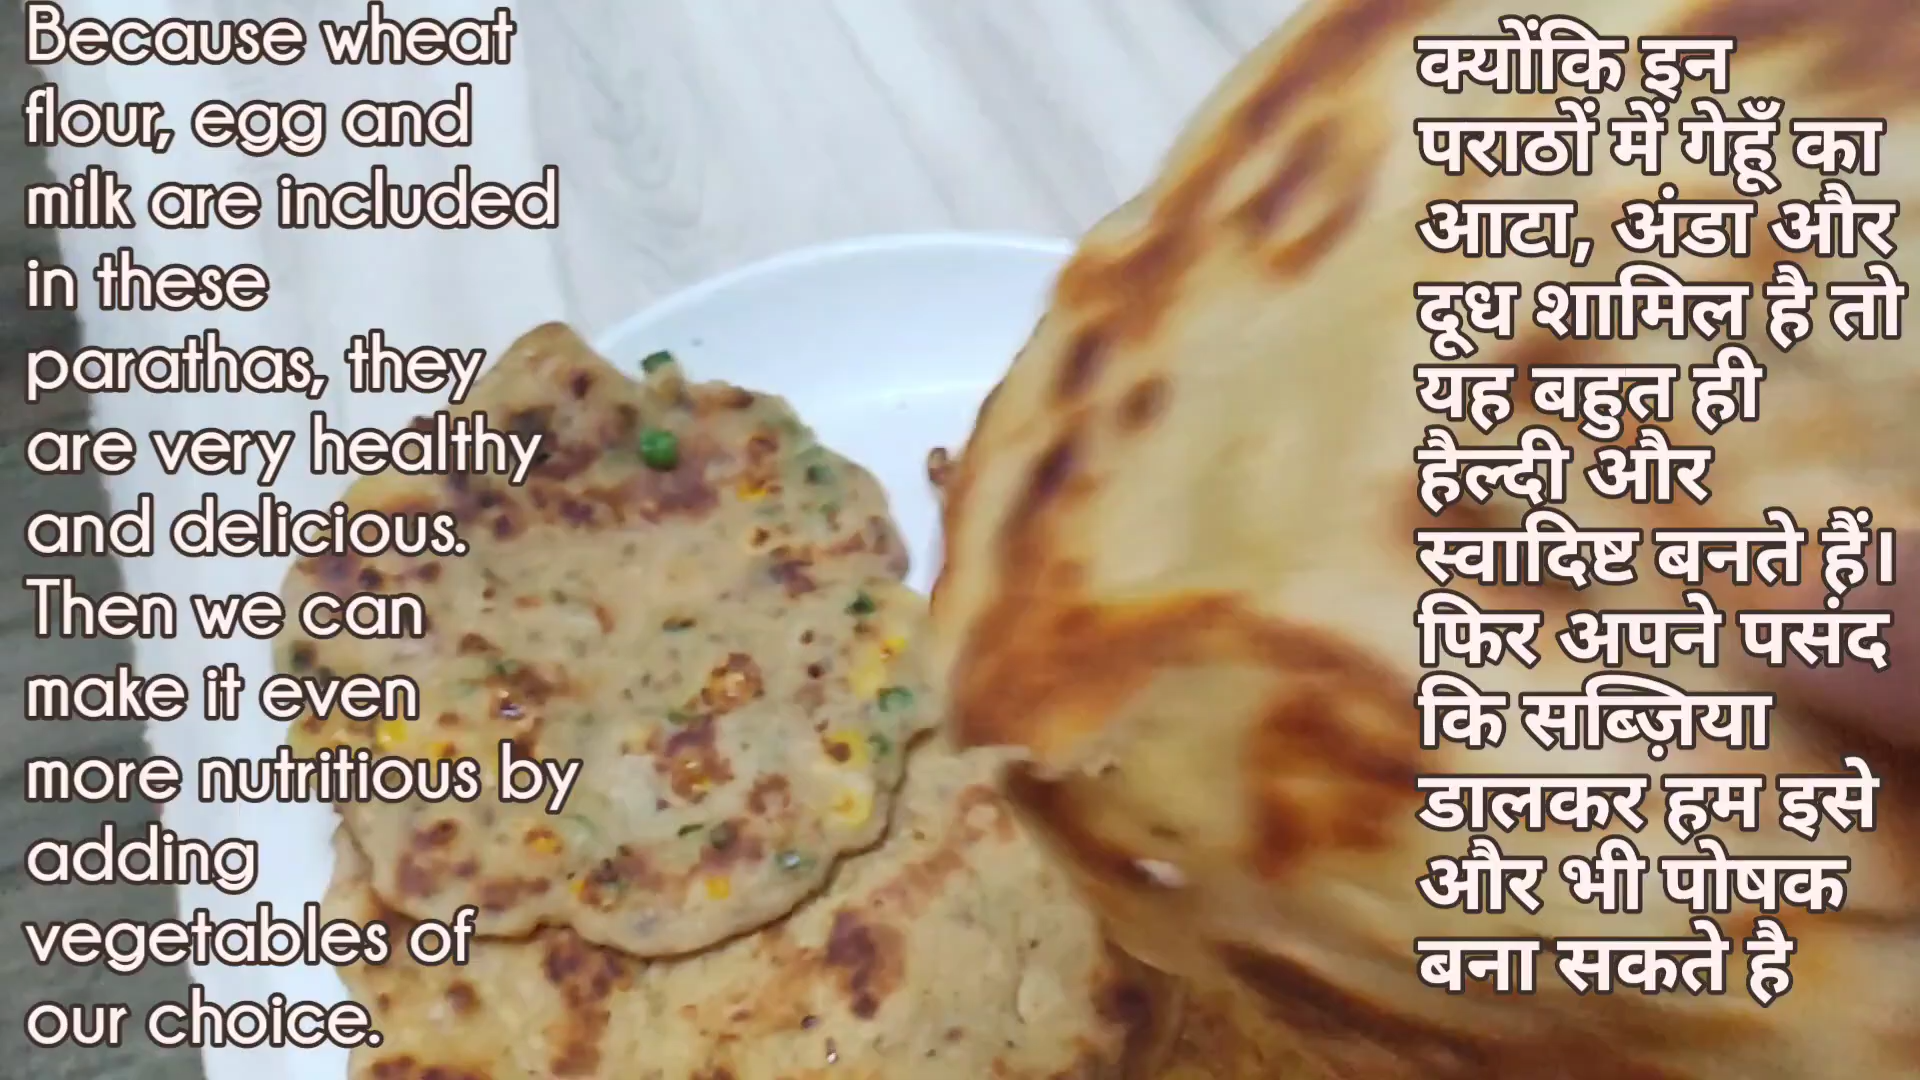 Because wheat
flour, egg and
milk are included
in these
parathas, they
are very healthy
and delicious.
Then we can
make it even
more nutritious by
adding
vegetables of
our choice.
क्योंकि इन
पराठों में गेहूँ का
आटा, अंडा और
दूध शामिल है तो
यह बहुत ही
हैल्दी और
स्वादिष्ट बनते हैं।
फिर अपने पसंद
कि सब्ज़िया
डालकर हम इसे
और भी पोषक
बना सकते है